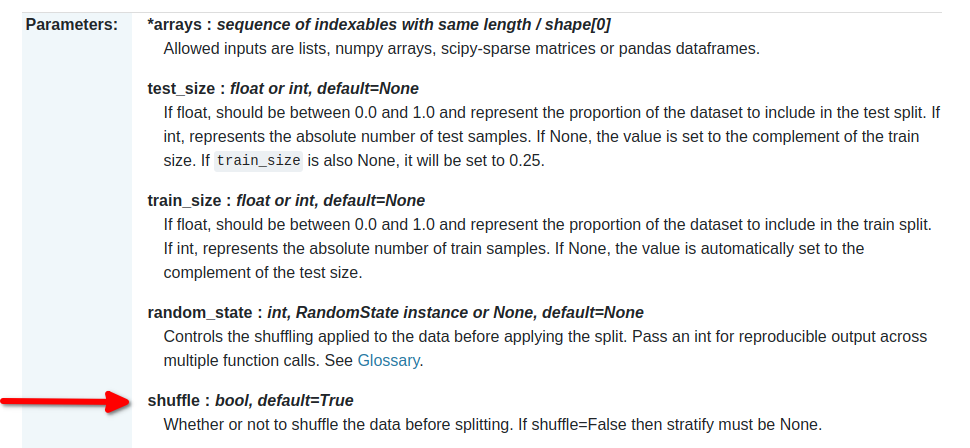 Parameters: *arrays : sequence of indexables with same length / shape[0]
Allowed inputs are lists, numpy arrays, scipy-sparse matrices or pandas dataframes.
test_size : float or int, default=None
If float, should be between 0.0 and 1.0 and represent the proportion of the dataset to include in the test split. If
int, represents the absolute number of test samples. If None, the value is set to the complement of the train
size. If train_size is also None, it will be set to 0.25.
train_size : float or int, default=None
If float, should be between 0.0 and 1.0 and represent the proportion of the dataset to include in the train split.
If int, represents the absolute number of train samples. If None, the value is automatically set to the
complement of the test size.
random_state : int, RandomState instance or None, default=None
Controls the shuffling applied to the data before applying the split. Pass an int for reproducible output across
multiple function calls. See Glossary.
shuffle : bool, default=True
Whether or not to shuffle the data before splitting. If shuffle=False then stratify must be None.